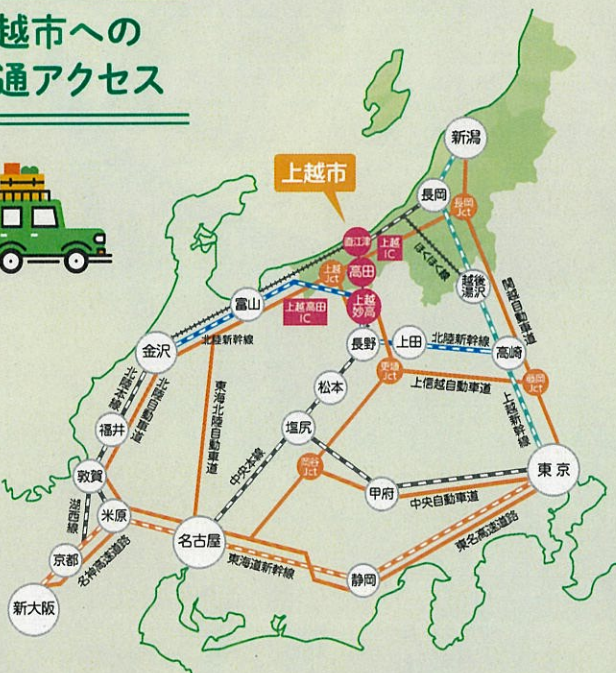 越市への
通アクセス
上越市
新潟
長岡
長岡
Jct
直江津
上越
IC
高田
上越
Jct
上越
妙高
上越高田
IC
ほくほく線
越後
湯沢
関越自動車道
富山
北陸新幹線
金沢
長野
上田
北陸新幹線
高崎
更埴
Jct
上信越自動車道
藤岡
Jct
上越新幹線
北陸本線
北陸自動車道
東海北陸自動車道
松本
福井
塩尻
中央本線
岡谷
Jct
敦賀
甲府
中央自動車道
東京
湖西線
米原
名古屋
東名高速道路
京都
名神高速道路
東海道新幹線
静岡
新大阪